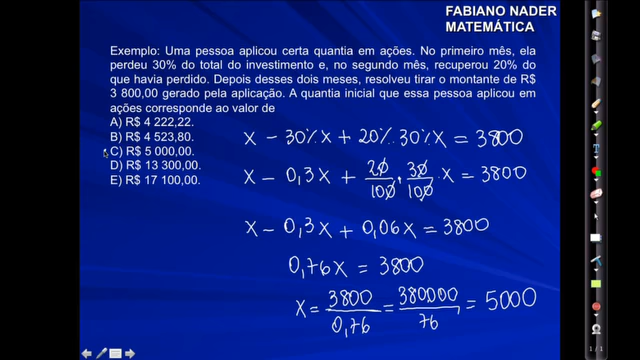 FABIANO NADER
MATEMÁTICA
Exemplo: Uma pessoa aplicou certa quantia em ações. No primeiro mês, ela
perdeu 30% do total do investimento e, no segundo mês, recuperou 20% do
que havia perdido. Depois desses dois meses, resolveu tirar o montante de R$
3 800,00 gerado pela aplicação. A quantia inicial que essa pessoa aplicou em
ações corresponde ao valor de
A) R$ 4 222,22.
B) R$ 4 523,80.
C) R$ 5 000,00.
D) R$ 13 300,00.
E) R$ 17 100,00.
X - 30%X + 20%.30%X = 3800
X - 0,3X + 20/100 . 30/100 . X = 3800
X - 0,3X + 0,06X = 3800
0,76X = 3800
X = 3800/0,76 = 380000/76 = 5000
1 / 1